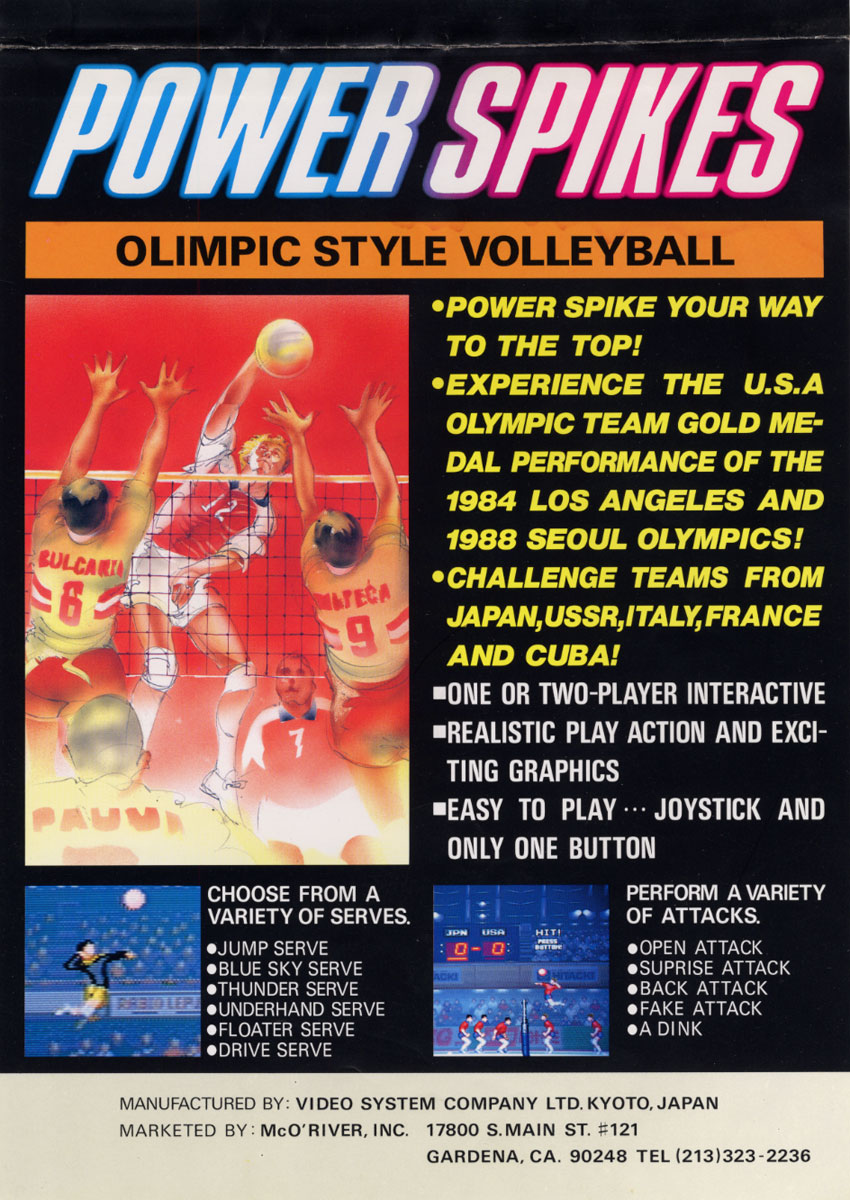 POWER SPIKES
OLIMPIC STYLE VOLLEYBALL
•POWER SPIKE YOUR WAY
TO THE TOP!
•EXPERIENCE THE U.S.A
OLYMPIC TEAM GOLD ME-
DAL PERFORMANCE OF THE
1984 LOS ANGELES AND
1988 SEOUL OLYMPICS!
•CHALLENGE TEAMS FROM
JAPAN,USSR,ITALY,FRANCE
AND CUBA!
■ONE OR TWO-PLAYER INTERACTIVE
■REALISTIC PLAY ACTION AND EXCI-
TING GRAPHICS
■EASY TO PLAY··· JOYSTICK AND
ONLY ONE BUTTON
12
BULCARIA
6
9
7
CHOOSE FROM A
VARIETY OF SERVES.
●JUMP SERVE
●BLUE SKY SERVE
●THUNDER SERVE
●UNDERHAND SERVE
●FLOATER SERVE
●DRIVE SERVE
JPN USA
0-0
HIT!
PRESS
BUTTON!
HITACHI
PERFORM A VARIETY
OF ATTACKS.
●OPEN ATTACK
●SUPRISE ATTACK
●BACK ATTACK
●FAKE ATTACK
●A DINK
MANUFACTURED BY: VIDEO SYSTEM COMPANY LTD. KYOTO, JAPAN
MARKETED BY: McO'RIVER, INC. 17800 S. MAIN ST. #121
GARDENA, CA. 90248 TEL (213)323-2236